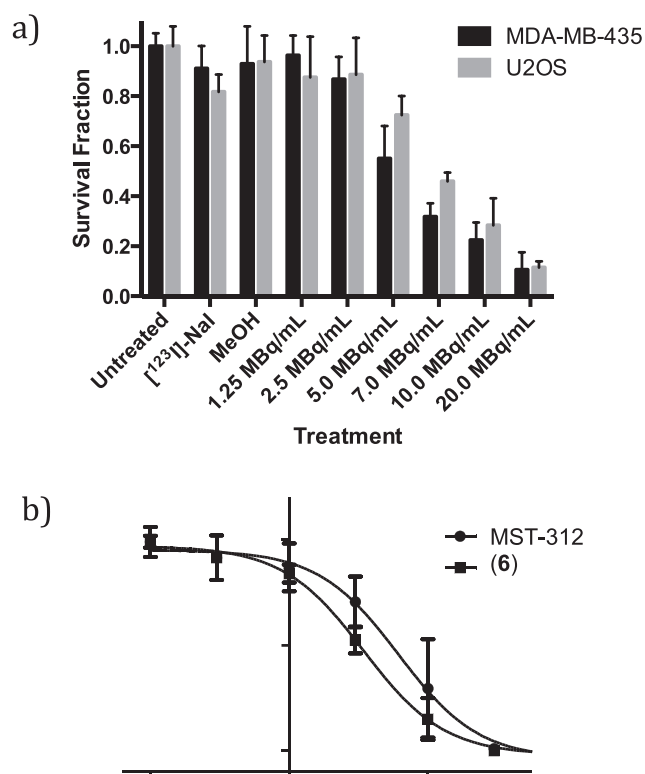 a)
MDA-MB-435
U2OS
1.0
0.8
0.6
0.4
0.2
0.0
Survival Fraction
Untreated
[¹²³I]-NaI
MeOH
1.25 MBq/mL
2.5 MBq/mL
5.0 MBq/mL
7.0 MBq/mL
10.0 MBq/mL
20.0 MBq/mL
Treatment
b)
MST-312
(6)